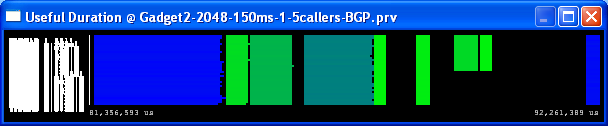 Useful Duration @ Gadget2-2048-150ms-1-5callers-BGP.prv
81,356,593 us
92,261,389 us